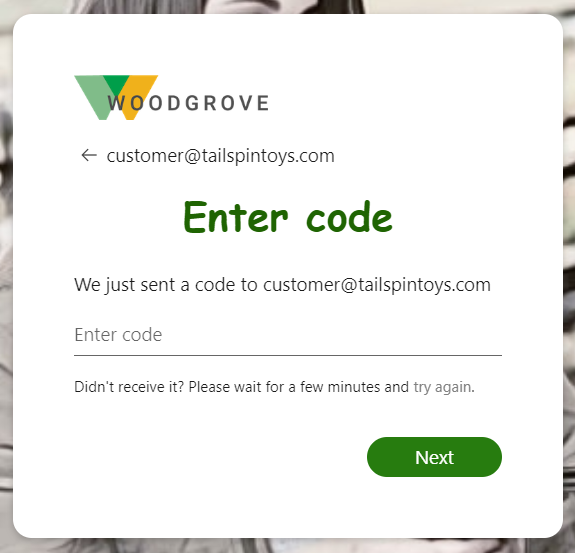 WOODGROVE
← customer@tailspintoys.com
Enter code
We just sent a code to customer@tailspintoys.com
Enter code
Didn't receive it? Please wait for a few minutes and try again.
Next